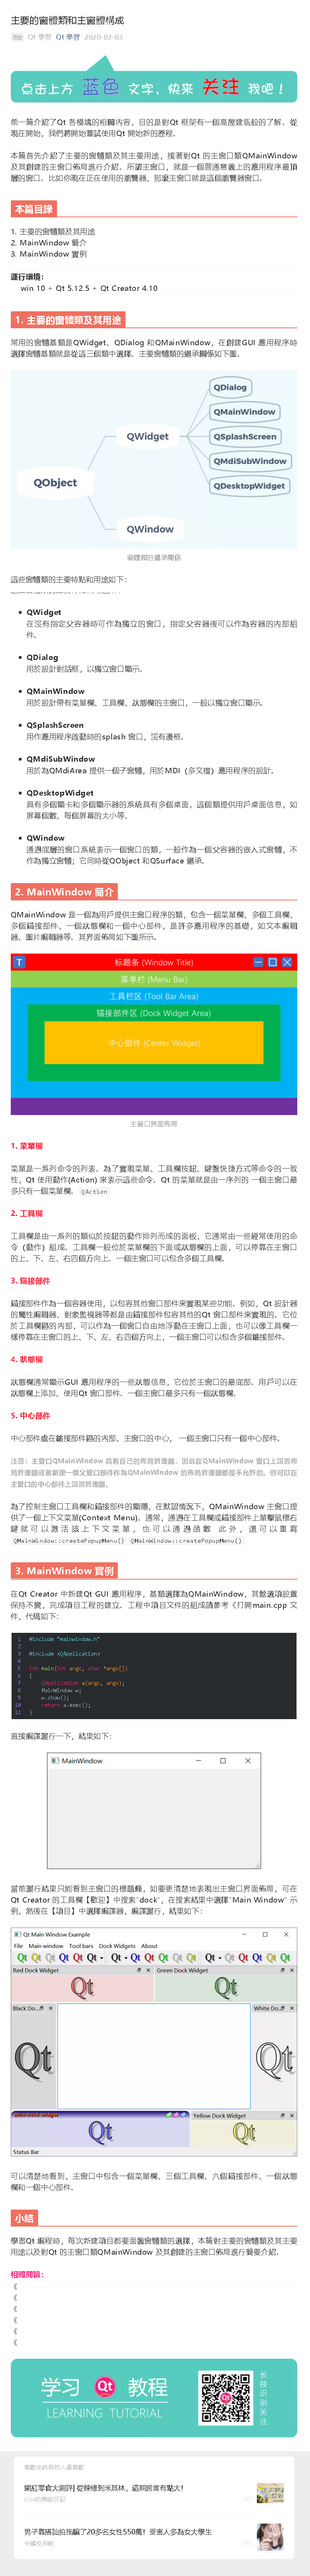 主要的窗體類和主窗體構成
原創 Qt 學習 Qt 學習 2020-02-03
点击上方 蓝色 文字，快来 关注 我吧！
前一篇介紹了Qt 各模塊的相關內容，目的是對Qt 框架有一個高屋建瓴般的了解。從
現在開始，我們將開始嘗試使用Qt 開始新的歷程。
本篇首先介紹了主要的窗體類及其主要用途，接著對Qt 的主窗口類QMainWindow
及其創建的主窗口佈局進行介紹。所謂主窗口，就是一個普通意義上的應用程序最頂
層的窗口。比如你現在正在使用的瀏覽器，那麼主窗口就是這個瀏覽器窗口。
本篇目錄
1. 主要的窗體類及其用途
2. MainWindow 簡介
3. MainWindow 實例
運行環境：
win 10 + Qt 5.12.5 + Qt Creator 4.10
1. 主要的窗體類及其用途
常用的窗體基類是QWidget、QDialog 和QMainWindow，在創建GUI 應用程序時
選擇窗體基類就是從這三個類中選擇。主要窗體類的繼承關係如下圖。
QObject
QWidget
QWindow
QDialog
QMainWindow
QSplashScreen
QMdiSubWindow
QDesktopWidget
窗體類的繼承關係
這些窗體類的主要特點和用途如下：
QWidget
在沒有指定父容器時可作為獨立的窗口，指定父容器後可以作為容器的內部組
件。
QDialog
用於設計對話框，以獨立窗口顯示。
QMainWindow
用於設計帶有菜單欄、工具欄、狀態欄的主窗口，一般以獨立窗口顯示。
QSplashScreen
用作應用程序啟動時的splash 窗口，沒有邊框。
QMdiSubWindow
用於為QMdiArea 提供一個子窗體，用於MDI（多文檔）應用程序的設計。
QDesktopWidget
具有多個顯卡和多個顯示器的系統具有多個桌面，這個類提供用戶桌面信息，如
屏幕個數、每個屏幕的大小等。
QWindow
通過底層的窗口系統表示一個窗口的類，一般作為一個父容器的嵌入式窗體，不
作為獨立窗體；它同時從QObject 和QSurface 繼承。
2. MainWindow 簡介
QMainWindow 是一個為用戶提供主窗口程序的類，包含一個菜單欄、多個工具欄、
多個錨接部件、一個狀態欄和一個中心部件，是許多應用程序的基礎，如文本編輯
器、圖片編輯器等。其界面佈局如下圖所示。
T
标题条 (Window Title)
菜单栏 (Menu Bar)
工具栏区 (Tool Bar Area)
锚接部件区 (Dock Widget Area)
中心部件 (Center Widget)
主窗口界面佈局
1. 菜單欄
菜單是一系列命令的列表。為了實現菜單、工具欄按鈕、鍵盤快捷方式等命令的一致
性，Qt 使用動作(Action) 來表示這些命令。Qt 的菜單就是由一序列的 一個主窗口最
多只有一個菜單欄。 QAction
2. 工具欄
工具欄是由一系列的類似於按鈕的動作排列而成的面板，它通常由一些經常使用的命
令（動作）組成。工具欄一般位於菜單欄的下面或狀態欄的上面，可以停靠在主窗口
的上、下、左、右四個方向上。一個主窗口可以包含多個工具欄。
3. 錨接部件
錨接部件作為一個容器使用，以包容其他窗口部件來實現某些功能。例如，Qt 設計器
的屬性編輯器、對象監視器等都是由錨接部件包容其他的Qt 窗口部件來實現的。它位
於工具欄區的內部，可以作為一個窗口自由地浮動在主窗口上面，也可以像工具欄一
樣停靠在主窗口的上、下、左、右四個方向上，一個主窗口可以包含多個錨接部件。
4. 狀態欄
狀態欄通常顯示GUI 應用程序的一些狀態信息，它位於主窗口的最底部。用戶可以在
狀態欄上添加、使用Qt 窗口部件。一個主窗口最多只有一個狀態欄。
5. 中心部件
中心部件處在錨接部件區的內部、主窗口的中心， 一個主窗口只有一個中心部件。
注意：主窗口QMainWindow 具有自己的佈局管理器，因此在QMainWindow 窗口上設置佈
局管理器或者創建一個父窗口部件作為QMainWindow 的佈局管理器都是不允許的。但可以在
主窗口的中心部件上設置管理器。
為了控制主窗口工具欄和錨接部件的顯隱，在默認情況下，QMainWindow 主窗口提
供了一個上下文菜單(Context Menu)。通常，通過在工具欄或錨接部件上單擊鼠標右
鍵就可以激活該上下文菜單，也可以通過函數 此外，還可以重寫
QMainWindow::createPopupMenu() QMainWindow::createPopupMenu()
3. MainWindow 實例
在Qt Creator 中新建Qt GUI 應用程序，基類選擇為QMainWindow，其餘選項設置
保持不變，完成項目工程的建立。工程中項目文件的組成請參考《打開main.cpp 文
件，代碼如下：
1 #include "mainwindow.h"
2
3 #include <QApplication>
4
5 int main(int argc, char *argv[])
6 {
7 QApplication a(argc, argv);
8 MainWindow w;
9 w.show();
10 return a.exec();
11 }
直接編譯運行一下，結果如下：
MainWindow
當前運行結果只能看到主窗口的標題條，如要更清楚地表現出主窗口界面佈局，可在
Qt Creator 的工具欄【歡迎】中搜索"dock"，在搜索結果中選擇"Main Window" 示
例，然後在【項目】中選擇編譯器，編譯運行，結果如下：
Qt Main Window Example
File Main window Tool bars Dock Widgets About
Qt Qt Qt Qt Qt Qt Qt Qt Qt Qt Qt Qt Qt Qt Qt
Red Dock Widget
Green Dock Widget
Black Do...
White Do...
Yellow Dock Widget
Status Bar
可以清楚地看到，主窗口中包含一個菜單欄、三個工具欄、六個錨接部件、一個狀態
欄和一個中心部件。
小結
學習Qt 編程時，每次新建項目都要面臨窗體類的選擇，本篇對主要的窗體類及其主要
用途以及對Qt 的主窗口類QMainWindow 及其創建的主窗口佈局進行簡要介紹。
相關閱讀：
《
《
《
《
《
《
学习 Qt 教程
LEARNING TUTORIAL
长按识别关注
喜歡此內容的人還喜歡
網紅零食大測評| 從辣條到米其林，這期跨度有點大！
男子靠搭訕拍拖騙了20多名女性550萬！受害人多為女大學生